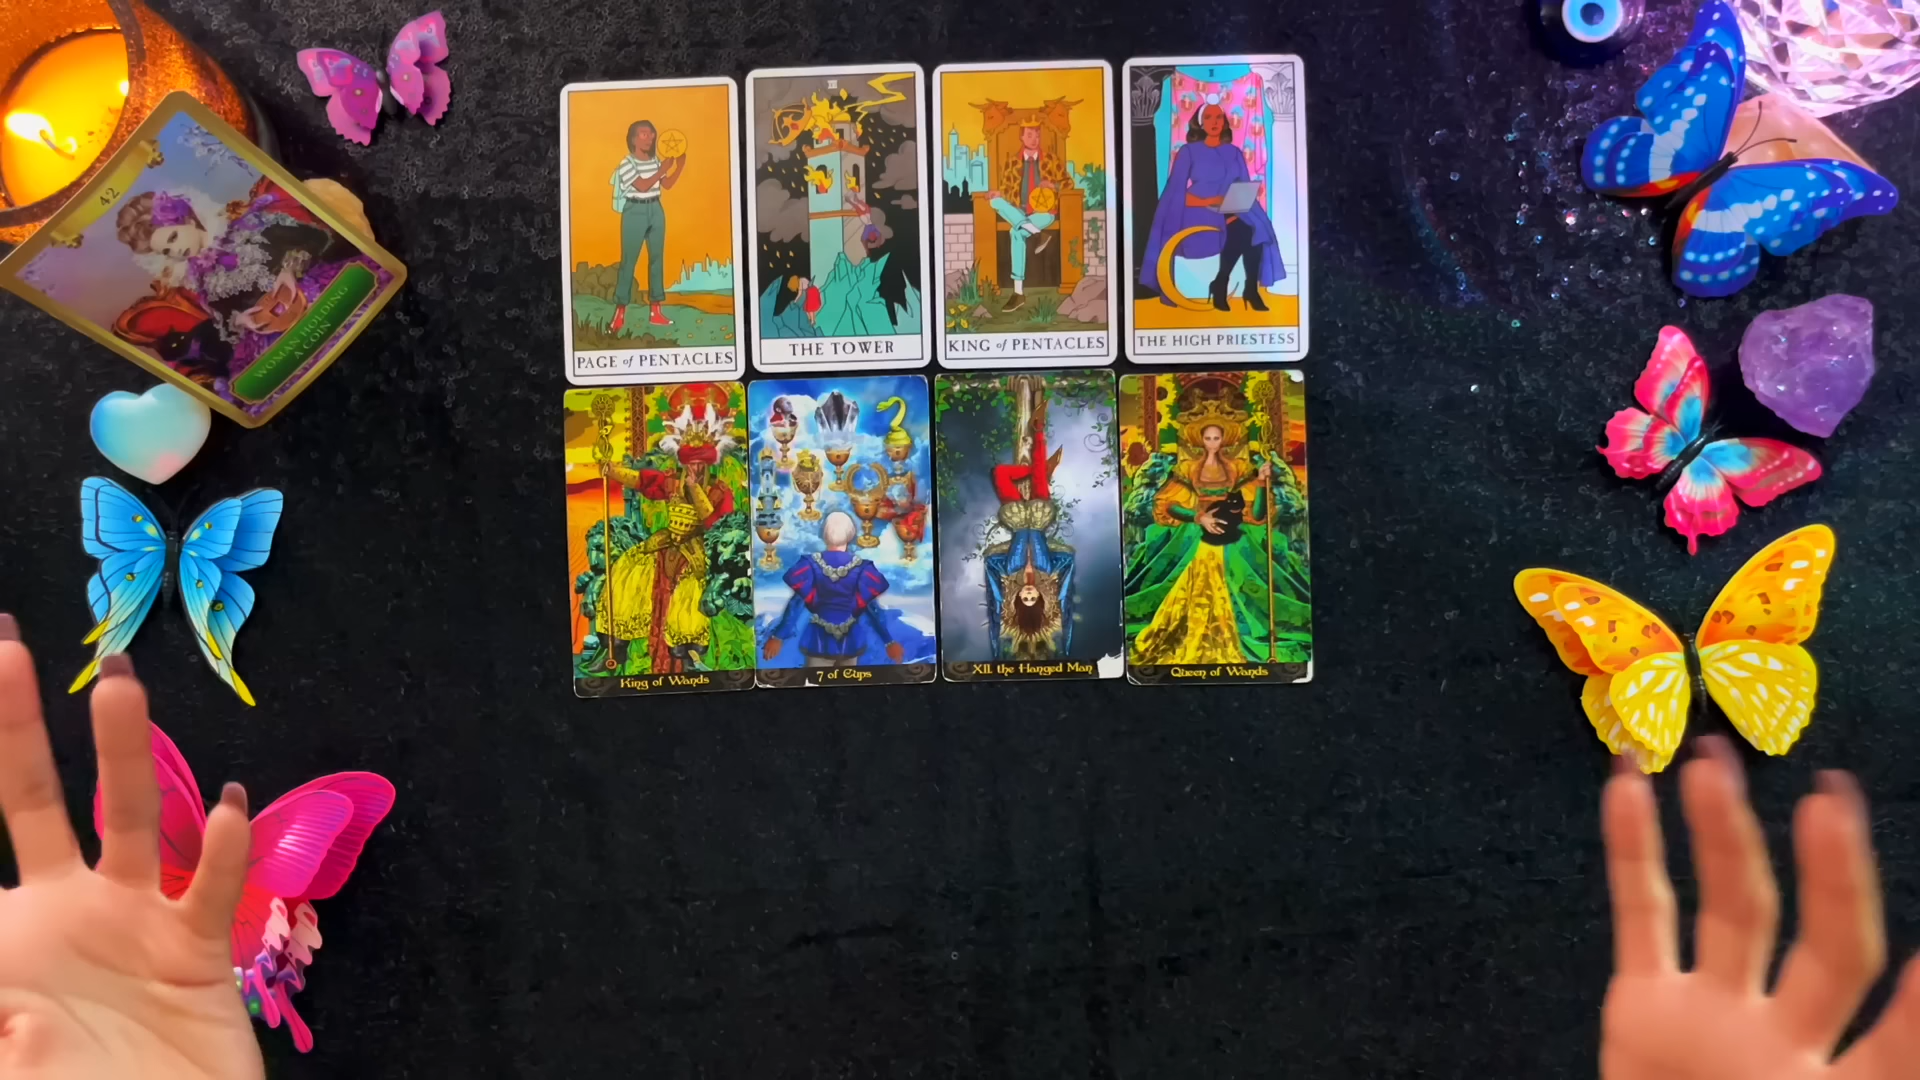 42
WOMAN HOLDING
A COIN
PAGE of PENTACLES
THE TOWER
KING of PENTACLES
II
THE HIGH PRIESTESS
King of Wands
7 of Cups
XII. the Hanged Man
Queen of Wands